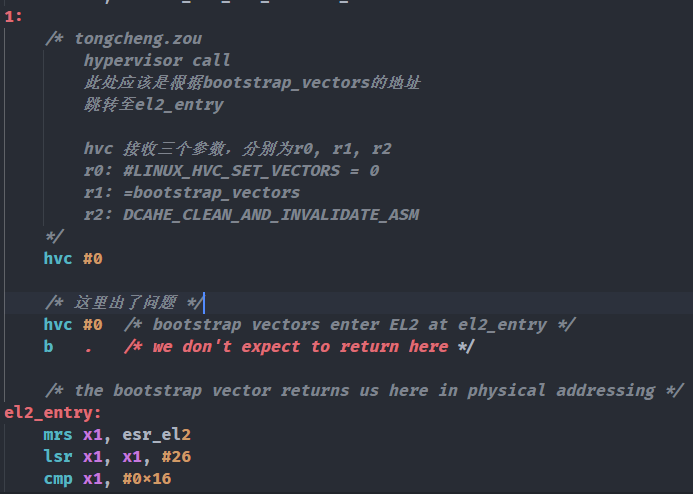 1:
/* tongcheng.zou
hypervisor call
此处应该是根据bootstrap_vectors的地址
跳转至el2_entry
hvc 接收三个参数，分别为r0, r1, r2
r0: #LINUX_HVC_SET_VECTORS = 0
r1: =bootstrap_vectors
r2: DCAHE_CLEAN_AND_INVALIDATE_ASM
*/
hvc #0
/* 这里出了问题 */
hvc #0 /* bootstrap vectors enter EL2 at el2_entry */
b . /* we don't expect to return here */
/* the bootstrap vector returns us here in physical addressing */
el2_entry:
mrs x1, esr_el2
lsr x1, x1, #26
cmp x1, #0×16